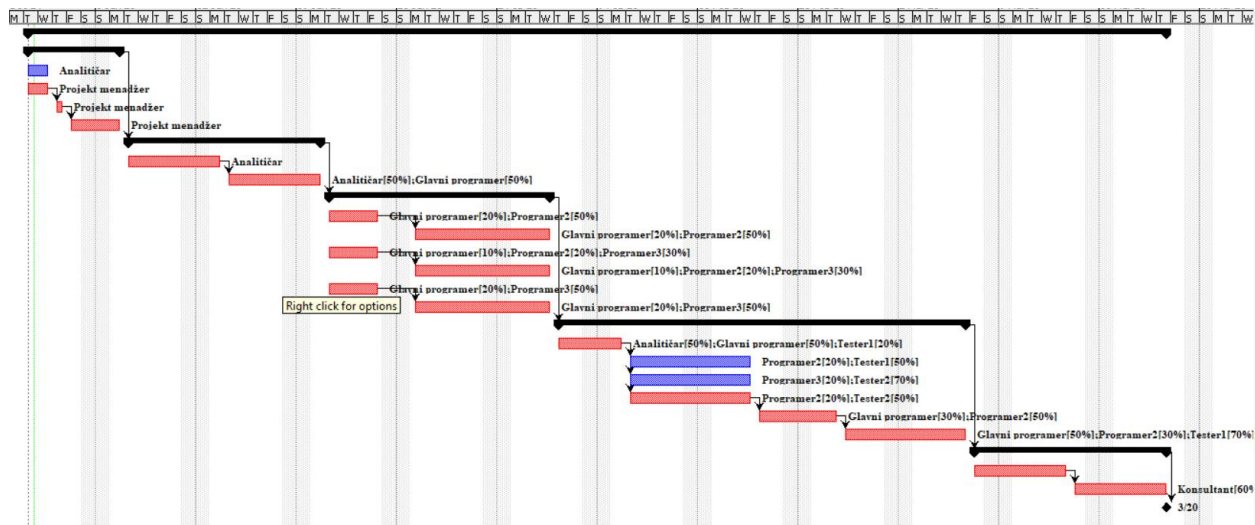 M T W T F S S M T W T F S S M T W T F S S M T W T F S S M T W T F S S M T W T F S S M T W T F S S M T W T F S S M T W T F S S M T W T F S S M T W T F S S M T W T F S S M T W
Analitičar
Projekt menadžer
Projekt menadžer
Projekt menadžer
Analitičar
Analitičar[50%];Glavni programer[50%]
Glavni programer[20%];Programer2[50%]
Glavni programer[20%];Programer2[50%]
Glavni programer[10%];Programer2[20%];Programer3[30%]
Glavni programer[10%];Programer2[20%];Programer3[30%]
Glavni programer[20%];Programer3[50%]
Right click for options
Glavni programer[20%];Programer3[50%]
Analitičar[50%];Glavni programer[50%];Tester1[20%]
Programer2[20%];Tester1[50%]
Programer3[20%];Tester2[70%]
Programer2[20%];Tester2[50%]
Glavni programer[30%];Programer2[50%]
Glavni programer[50%];Programer2[30%];Tester1[70%]
Konsultant[60%
3/20